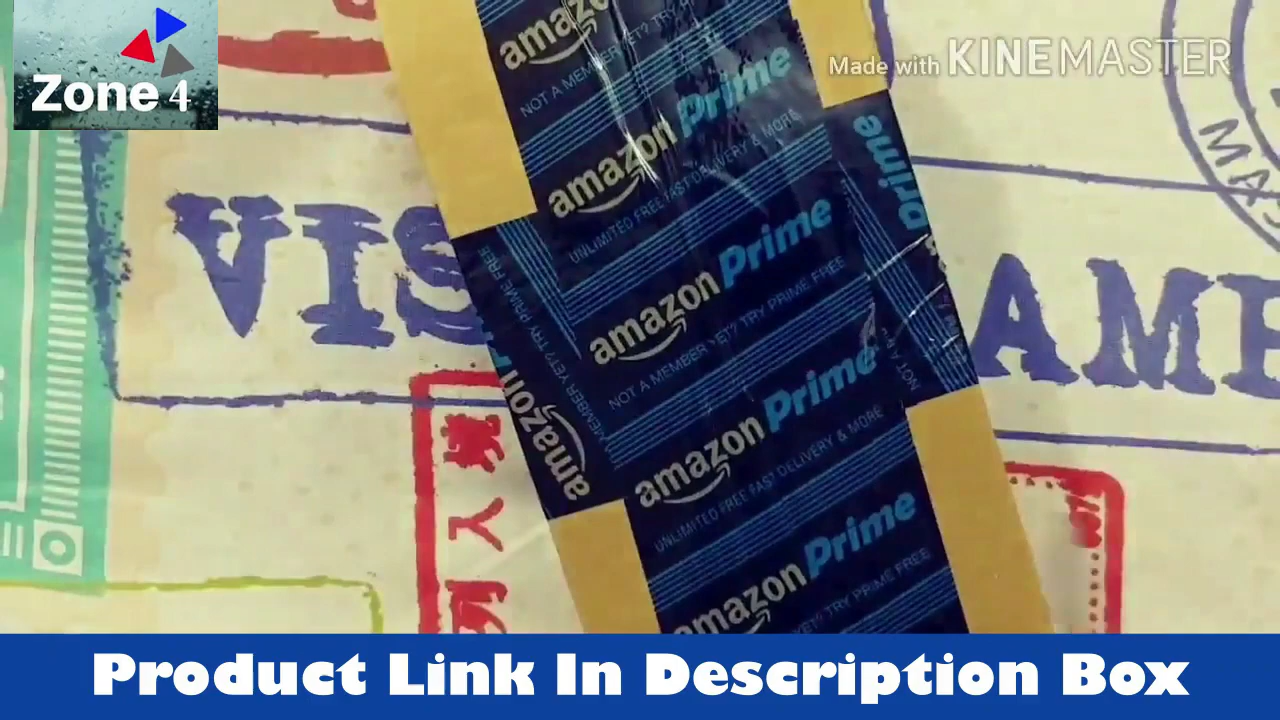 Zone 4
Made with KINEMASTER
amazon
NOT A MEMBER YET? TRY
amazon Prime
UNLIMITED FREE FAST DELIVERY & MORE
amazon Prime
NOT A MEMBER YET? TRY PRIME FREE
amazon Prime
UNLIMITED FREE FAST DELIVERY & MORE
amazon Prime
YET? TRY PRIME FREE
Prime
amazon
MEMBER YET? TRY PRIME FREE
VIS
AME
Product Link In Description Box